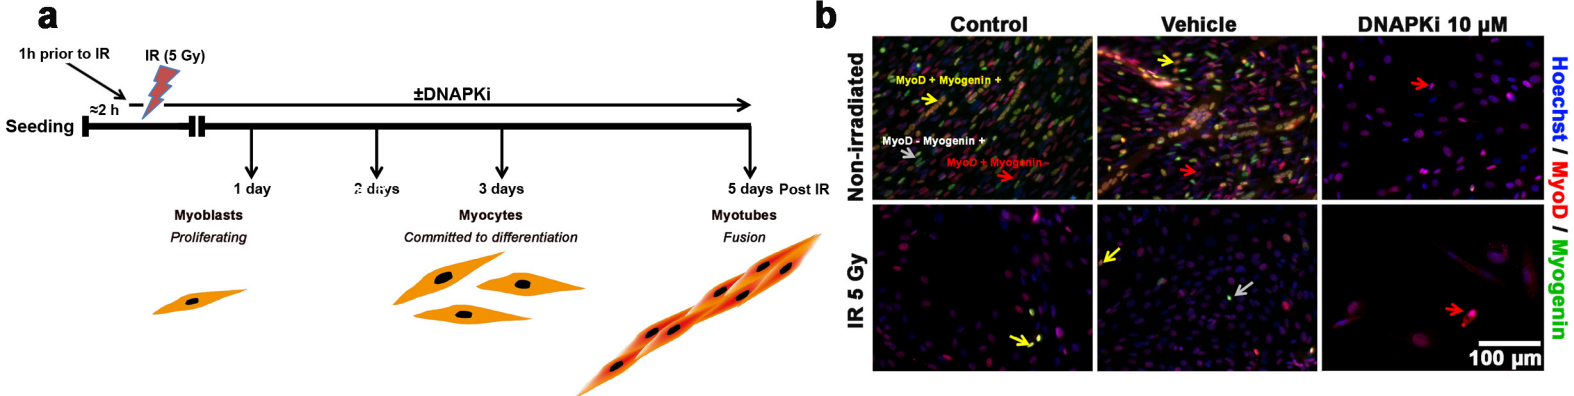 a
1h prior to IR
IR (5 Gy)
≈2 h
±DNAPKi
Seeding
1 day
2 days
3 days
5 days Post IR
Myoblasts
Proliferating
Myocytes
Committed to differentiation
Myotubes
Fusion
b
Control
Vehicle
DNAPKi 10 µM
Non-irradiated
MyoD + Myogenin +
MyoD - Myogenin +
MyoD + Myogenin -
IR 5 Gy
100 µm
Hoechst / MyoD / Myogenin